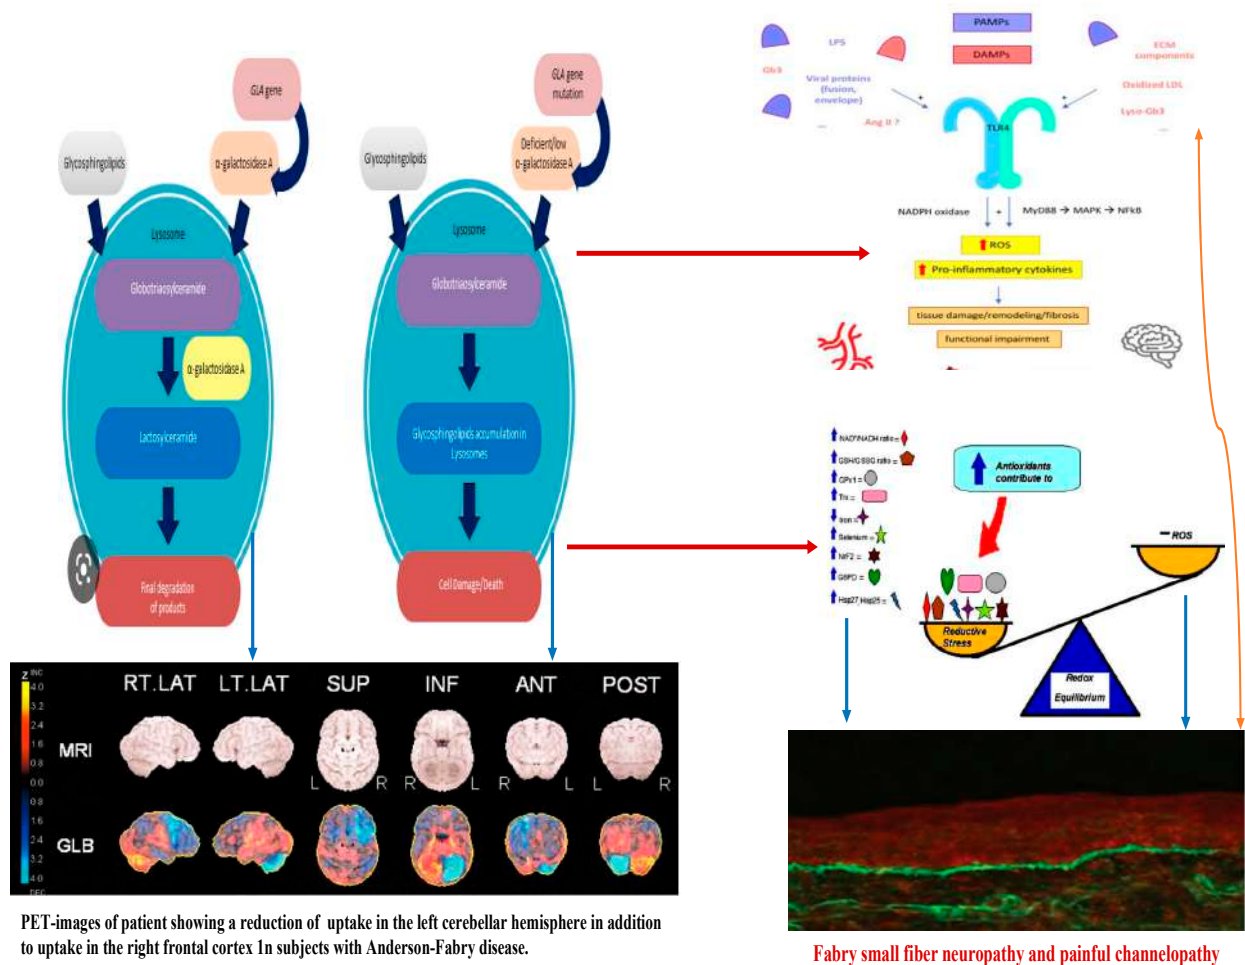 GLA gene
Glycosphingolipids
α-galactosidase A
Lysosome
Globotriaosylceramide
α-galactosidase A
Lactosylceramide
Final degradation
of products
GLA gene
mutation
Glycosphingolipids
Deficient/low
α-galactosidase A
Lysosome
Globotriaosylceramide
Glycosphingolipids accumulation in
Lysosomes
Cell Damage/Death
PAMPs
DAMPs
LPS
Gb3
Viral proteins
(fusion,
envelope)
...
Ang II ?
ECM
components
Oxidized LDL
Lyso-Gb3
...
+
+
TLR4
NADPH oxidase
+
MyD88 → MAPK → NFkB
ROS
Pro-inflammatory cytokines
tissue damage/remodeling/fibrosis
functional impairment
NAD⁺/NADH ratio =
GSH/GSSG ratio =
GPx1 =
Trx =
Iron =
Selenium =
Nrf2 =
G6PD =
Hsp27, Hsp25 =
Antioxidants
contribute to
ROS
Reductive
Stress
Redox
Equilibrium
Z INC
4.0
3.2
2.4
1.6
0.8
0.0
0.8
1.6
2.4
3.2
4.0
DEC
RT.LAT LT.LAT SUP INF ANT POST
MRI
L R R L R L L R
GLB
PET-images of patient showing a reduction of uptake in the left cerebellar hemisphere in addition
to uptake in the right frontal cortex 1n subjects with Anderson-Fabry disease.
Fabry small fiber neuropathy and painful channelopathy